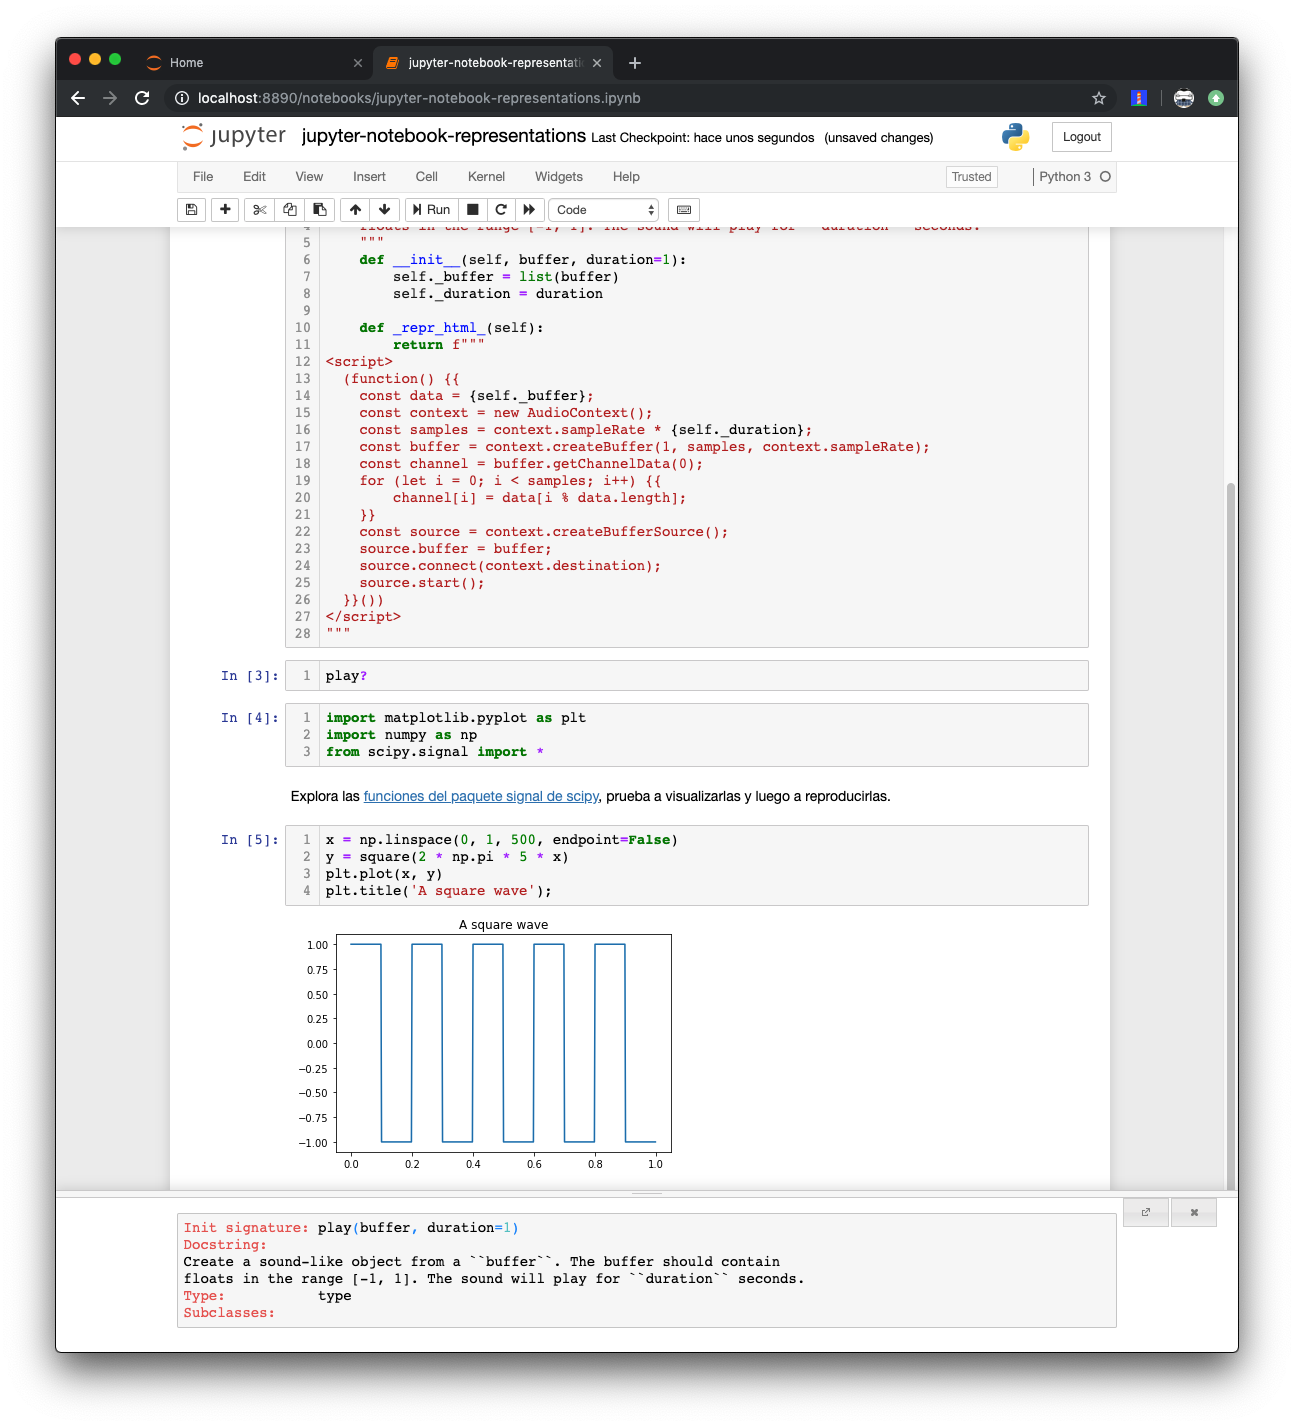 Home
jupyter-notebook-representati
localhost:8890/notebooks/jupyter-notebook-representations.ipynb
jupyter jupyter-notebook-representations Last Checkpoint: hace unos segundos (unsaved changes)
Logout
File Edit View Insert Cell Kernel Widgets Help
Trusted
Python 3
Run
Code
4     floats in the range [-1, 1]. The sound will play for ``duration`` seconds.
5     """
6     def __init__(self, buffer, duration=1):
7         self._buffer = list(buffer)
8         self._duration = duration
9
10     def _repr_html_(self):
11         return f"""
12 <script>
13   (function() {{
14     const data = {self._buffer};
15     const context = new AudioContext();
16     const samples = context.sampleRate * {self._duration};
17     const buffer = context.createBuffer(1, samples, context.sampleRate);
18     const channel = buffer.getChannelData(0);
19     for (let i = 0; i < samples; i++) {{
20         channel[i] = data[i % data.length];
21     }}
22     const source = context.createBufferSource();
23     source.buffer = buffer;
24     source.connect(context.destination);
25     source.start();
26   }}())
27 </script>
28 """
In [3]: 1 play?
In [4]: 1 import matplotlib.pyplot as plt
2 import numpy as np
3 from scipy.signal import *
Explora las funciones del paquete signal de scipy, prueba a visualizarlas y luego a reproducirlas.
In [5]: 1 x = np.linspace(0, 1, 500, endpoint=False)
2 y = square(2 * np.pi * 5 * x)
3 plt.plot(x, y)
4 plt.title('A square wave');
A square wave
1.00
0.75
0.50
0.25
0.00
−0.25
−0.50
−0.75
−1.00
0.0 0.2 0.4 0.6 0.8 1.0
Init signature: play(buffer, duration=1)
Docstring:
Create a sound-like object from a ``buffer``. The buffer should contain
floats in the range [-1, 1]. The sound will play for ``duration`` seconds.
Type:           type
Subclasses: